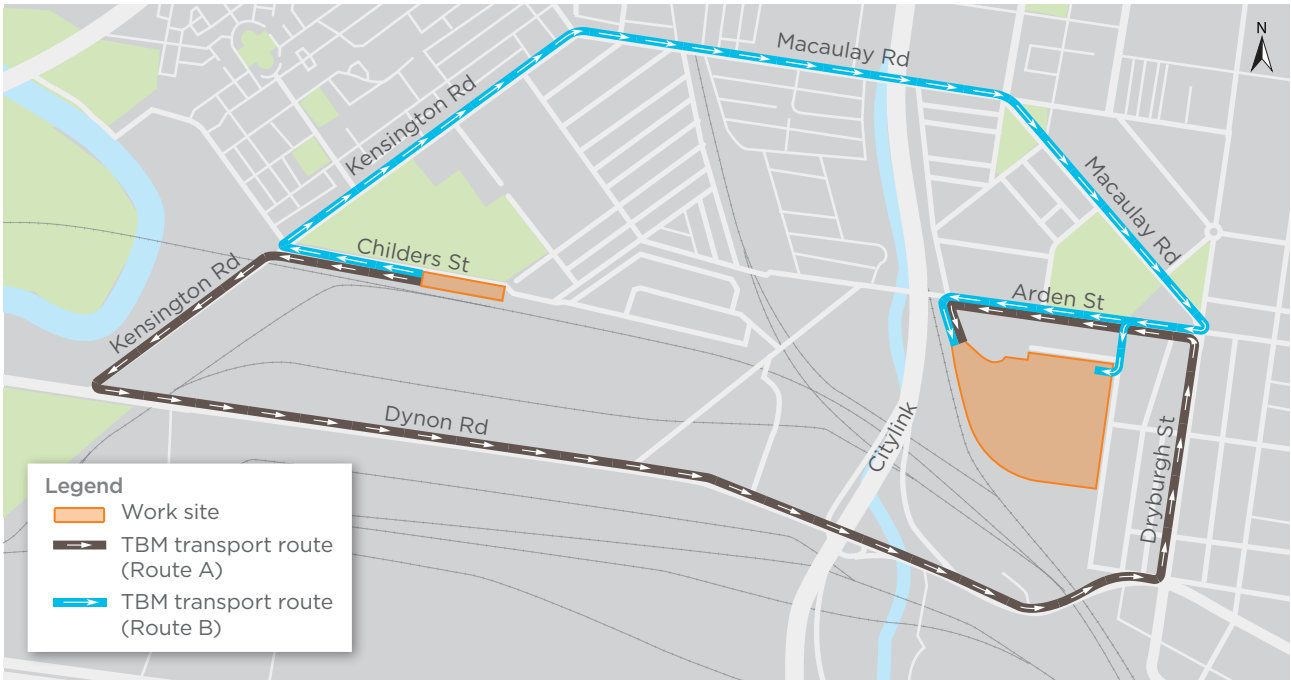 N
Macaulay Rd
Kensington Rd
Macaulay Rd
Childers St
Kensington Rd
Arden St
Dynon Rd
Citylink
Dryburgh St
Legend
Work site
TBM transport route
(Route A)
TBM transport route
(Route B)